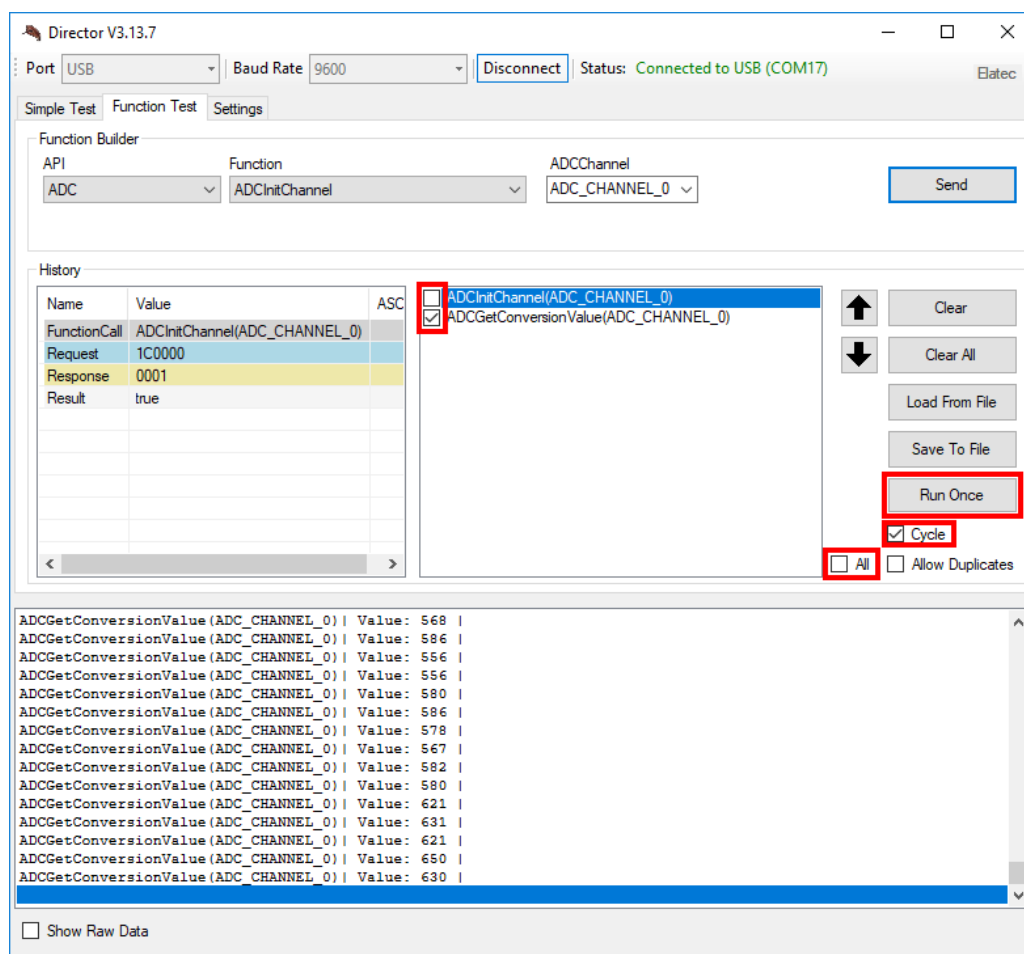 Director V3.13.7
Port USB Baud Rate 9600 Disconnect Status: Connected to USB (COM17) Elatec
Simple Test Function Test Settings
Function Builder
API Function ADCChannel
ADC ADCInitChannel ADC_CHANNEL_0 Send
History
Name Value ASC
FunctionCall ADCInitChannel(ADC_CHANNEL_0)
Request 1C0000
Response 0001
Result true
ADCInitChannel(ADC_CHANNEL_0)
ADCGetConversionValue(ADC_CHANNEL_0)
Clear
Clear All
Load From File
Save To File
Run Once
Cycle
All Allow Duplicates
ADCGetConversionValue(ADC_CHANNEL_0)| Value: 568 |
ADCGetConversionValue(ADC_CHANNEL_0)| Value: 586 |
ADCGetConversionValue(ADC_CHANNEL_0)| Value: 556 |
ADCGetConversionValue(ADC_CHANNEL_0)| Value: 556 |
ADCGetConversionValue(ADC_CHANNEL_0)| Value: 580 |
ADCGetConversionValue(ADC_CHANNEL_0)| Value: 586 |
ADCGetConversionValue(ADC_CHANNEL_0)| Value: 578 |
ADCGetConversionValue(ADC_CHANNEL_0)| Value: 567 |
ADCGetConversionValue(ADC_CHANNEL_0)| Value: 582 |
ADCGetConversionValue(ADC_CHANNEL_0)| Value: 580 |
ADCGetConversionValue(ADC_CHANNEL_0)| Value: 621 |
ADCGetConversionValue(ADC_CHANNEL_0)| Value: 631 |
ADCGetConversionValue(ADC_CHANNEL_0)| Value: 621 |
ADCGetConversionValue(ADC_CHANNEL_0)| Value: 650 |
ADCGetConversionValue(ADC_CHANNEL_0)| Value: 630 |
Show Raw Data